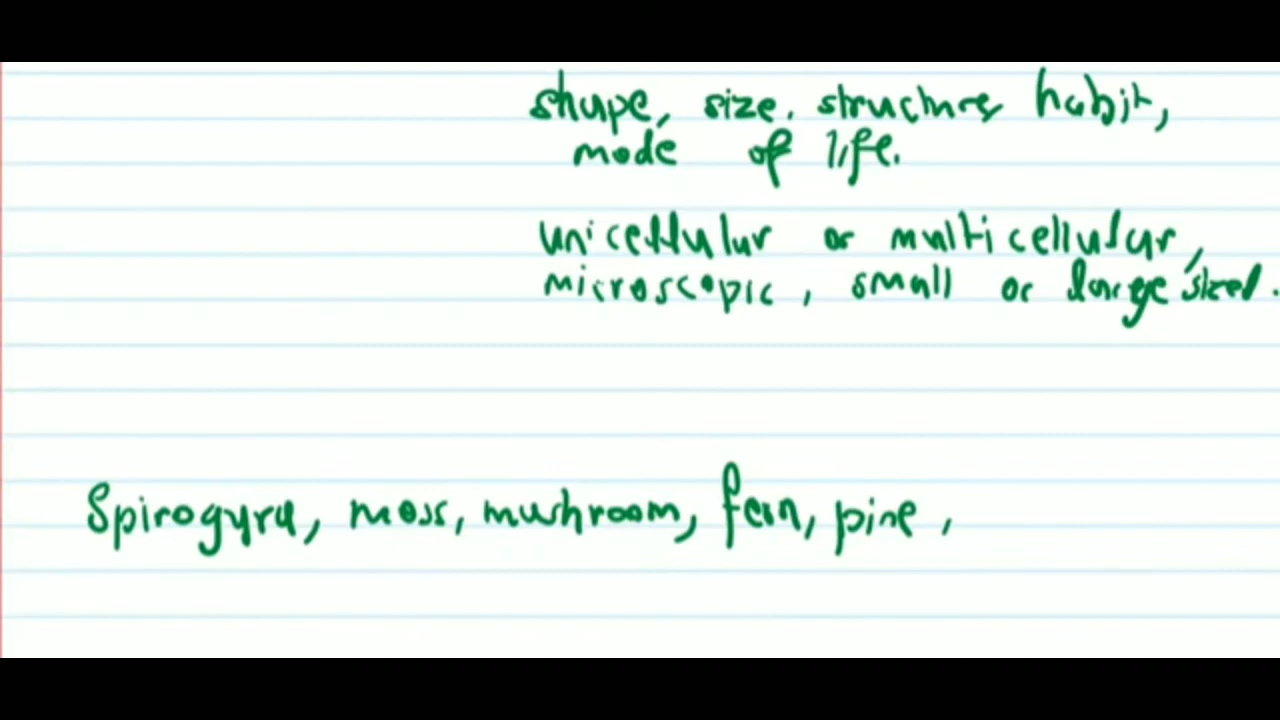 shape, size, structure, habit,
mode of life.
unicellular or multicellular,
microscopic, small or large sized.
Spirogyra, moss, mushroom, fern, pine,